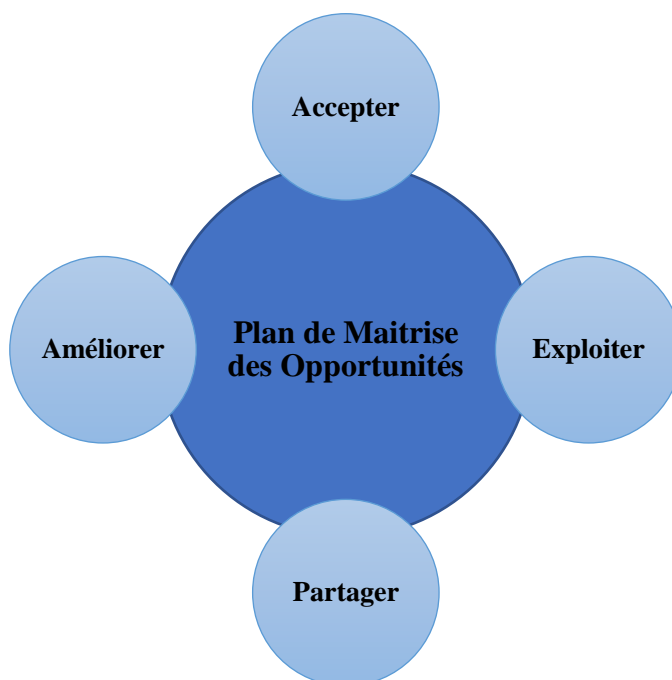 Accepter
Améliorer
Plan de Maitrise
des Opportunités
Exploiter
Partager